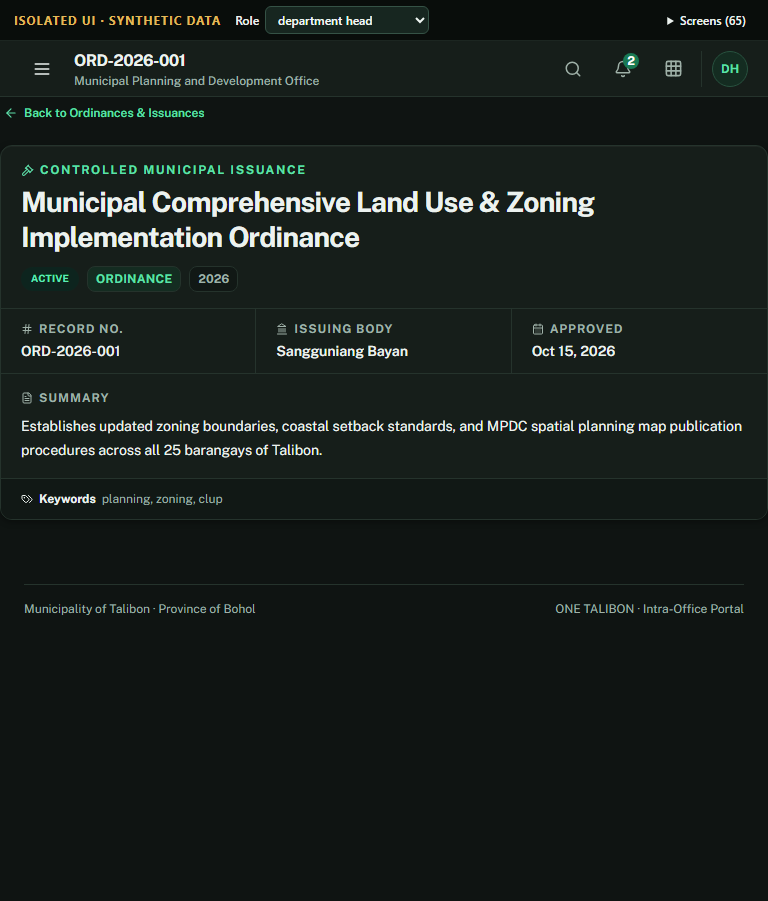 ISOLATED UI · SYNTHETIC DATA Role department head Screens (65)
ORD-2026-001
Municipal Planning and Development Office
2
DH
Back to Ordinances & Issuances
CONTROLLED MUNICIPAL ISSUANCE
Municipal Comprehensive Land Use & Zoning
Implementation Ordinance
ACTIVE ORDINANCE 2026
RECORD NO.
ORD-2026-001
ISSUING BODY
Sangguniang Bayan
APPROVED
Oct 15, 2026
SUMMARY
Establishes updated zoning boundaries, coastal setback standards, and MPDC spatial planning map publication
procedures across all 25 barangays of Talibon.
Keywords planning, zoning, clup
Municipality of Talibon · Province of Bohol
ONE TALIBON · Intra-Office Portal